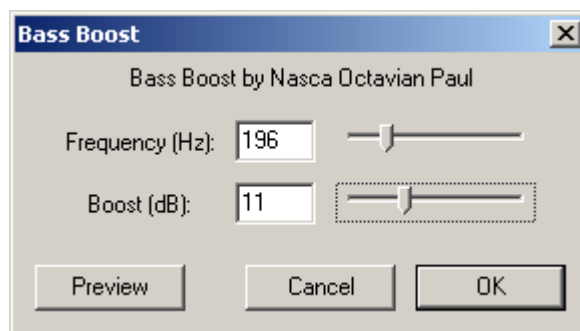 Bass Boost
Bass Boost by Nasca Octavian Paul
Frequency (Hz): 196
Boost (dB): 11
Preview Cancel OK